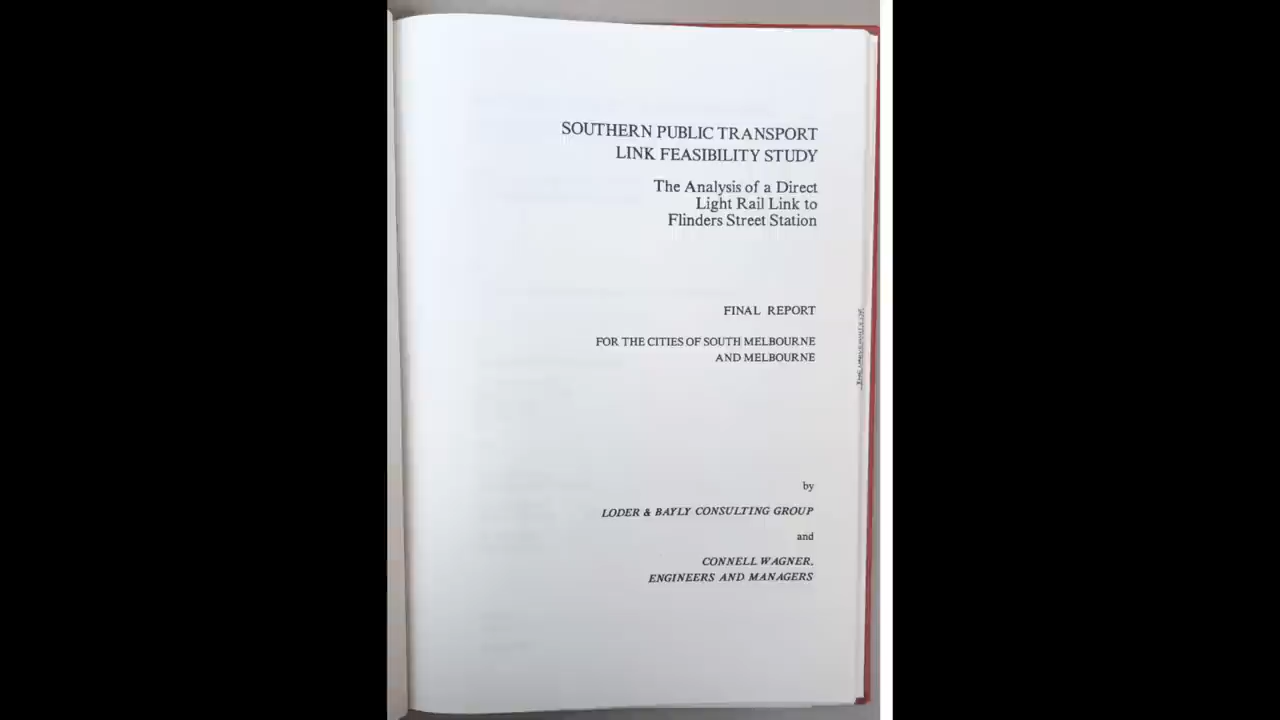 SOUTHERN PUBLIC TRANSPORT
LINK FEASIBILITY STUDY
The Analysis of a Direct
Light Rail Link to
Flinders Street Station
FINAL REPORT
FOR THE CITIES OF SOUTH MELBOURNE
AND MELBOURNE
by
LODER & BAYLY CONSULTING GROUP
and
CONNELL WAGNER,
ENGINEERS AND MANAGERS